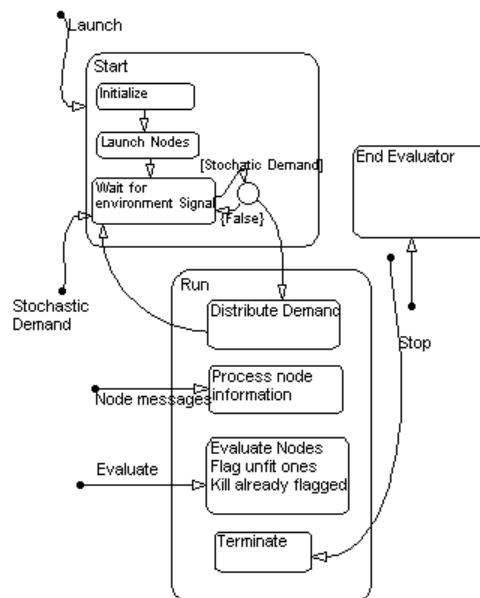 Launch
Start
Initialize
Launch Nodes
[Stochatic Demand]
Wait for
environment Signal
{False}
End Evaluator
Stochastic
Demand
Run
Distribute Demand
Stop
Process node
information
Node messages
Evaluate Nodes
Flag unfit ones
Kill already flagged
Evaluate
Terminate